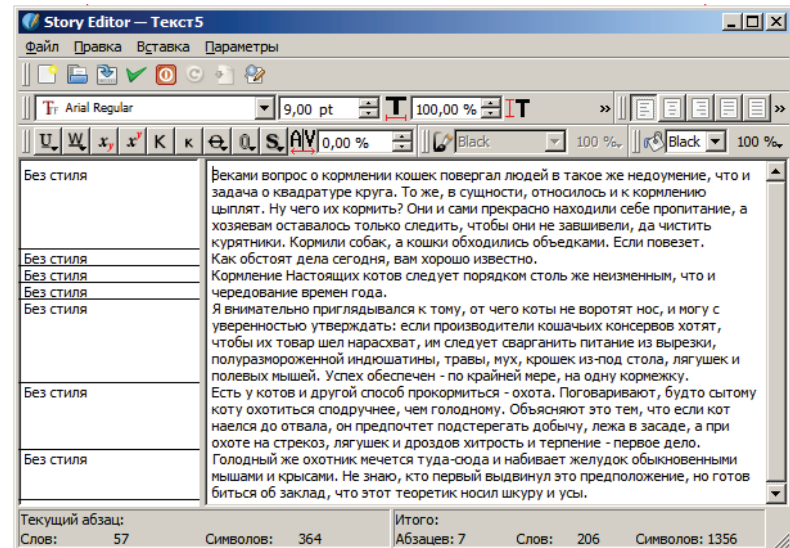 Story Editor — Текст5
Файл Правка Вставка Параметры
Arial Regular 9,00 pt 100,00 % »  »
0,00 % Black 100 % Black 100 %
Без стиля
Веками вопрос о кормлении кошек повергал людей в такое же недоумение, что и
задача о квадратуре круга. То же, в сущности, относилось и к кормлению
цыплят. Ну чего их кормить? Они и сами прекрасно находили себе пропитание, а
хозяевам оставалось только следить, чтобы они не завшивели, да чистить
курятники. Кормили собак, а кошки обходились объедками. Если повезет.
Без стиля
Как обстоят дела сегодня, вам хорошо известно.
Без стиля
Кормление Настоящих котов следует порядком столь же неизменным, что и
Без стиля
чередование времен года.
Без стиля
Я внимательно приглядывался к тому, от чего коты не воротят нос, и могу с
уверенностью утверждать: если производители кошачьих консервов хотят,
чтобы их товар шел нарасхват, им следует сварганить питание из вырезки,
полуразмороженной индюшатины, травы, мух, крошек из-под стола, лягушек и
полевых мышей. Успех обеспечен - по крайней мере, на одну кормежку.
Без стиля
Есть у котов и другой способ прокормиться - охота. Поговаривают, будто сытому
коту охотиться сподручнее, чем голодному. Объясняют это тем, что если кот
наелся до отвала, он предпочтет подстерегать добычу, лежа в засаде, а при
охоте на стрекоз, лягушек и дроздов хитрость и терпение - первое дело.
Без стиля
Голодный же охотник мечется туда-сюда и набивает желудок обыкновенными
мышами и крысами. Не знаю, кто первый выдвинул это предположение, но готов
биться об заклад, что этот теоретик носил шкуру и усы.
Текущий абзац: Итого:
Слов: 57 Символов: 364 Абзацев: 7 Слов: 206 Символов: 1356